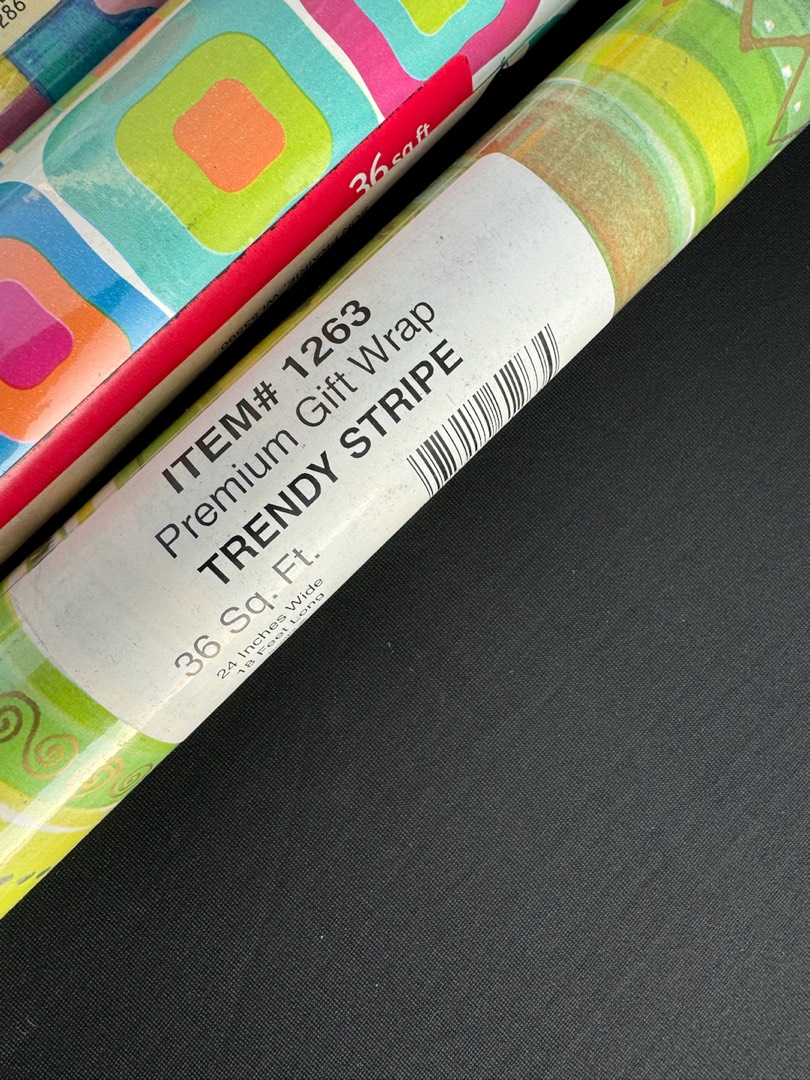 286
36 sq ft
ITEM# 1263
Premium Gift Wrap
TRENDY STRIPE
36 Sq. Ft.
24 Inches Wide
18 Feet Long